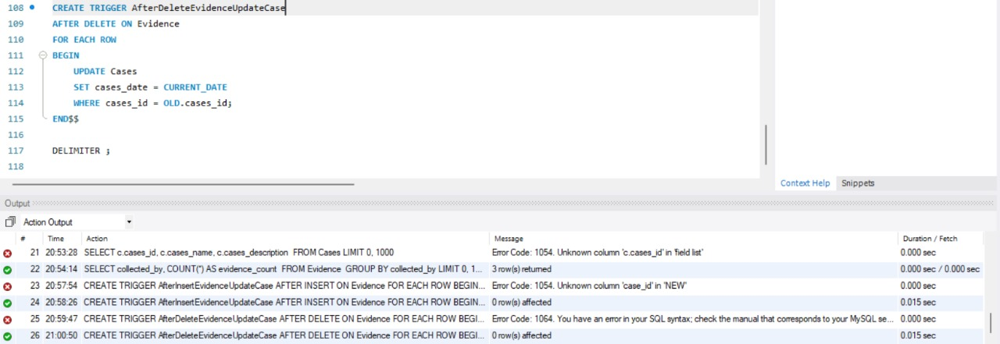 108 CREATE TRIGGER AfterDeleteEvidenceUpdateCase
109 AFTER DELETE ON Evidence
110 FOR EACH ROW
111 BEGIN
112 UPDATE Cases
113 SET cases_date = CURRENT_DATE
114 WHERE cases_id = OLD.cases_id;
115 END$$
116
117 DELIMITER ;
118
Context Help Snippets
Output
Action Output
# Time Action Message Duration / Fetch
21 20:53:28 SELECT c.cases_id, c.cases_name, c.cases_description FROM Cases LIMIT 0, 1000 Error Code: 1054. Unknown column 'c.cases_id' in 'field list' 0.000 sec
22 20:54:14 SELECT collected_by, COUNT(*) AS evidence_count FROM Evidence GROUP BY collected_by LIMIT 0, 1... 3 row(s) returned 0.000 sec / 0.000 sec
23 20:57:54 CREATE TRIGGER AfterInsertEvidenceUpdateCase AFTER INSERT ON Evidence FOR EACH ROW BEGIN... Error Code: 1054. Unknown column 'case_id' in 'NEW' 0.000 sec
24 20:58:26 CREATE TRIGGER AfterInsertEvidenceUpdateCase AFTER INSERT ON Evidence FOR EACH ROW BEGIN... 0 row(s) affected 0.015 sec
25 20:59:47 CREATE TRIGGER AfterDeleteEvidenceUpdateCase AFTER DELETE ON Evidence FOR EACH ROW BEGI... Error Code: 1064. You have an error in your SQL syntax; check the manual that corresponds to your MySQL se... 0.000 sec
26 21:00:50 CREATE TRIGGER AfterDeleteEvidenceUpdateCase AFTER DELETE ON Evidence FOR EACH ROW BEGI... 0 row(s) affected 0.015 sec